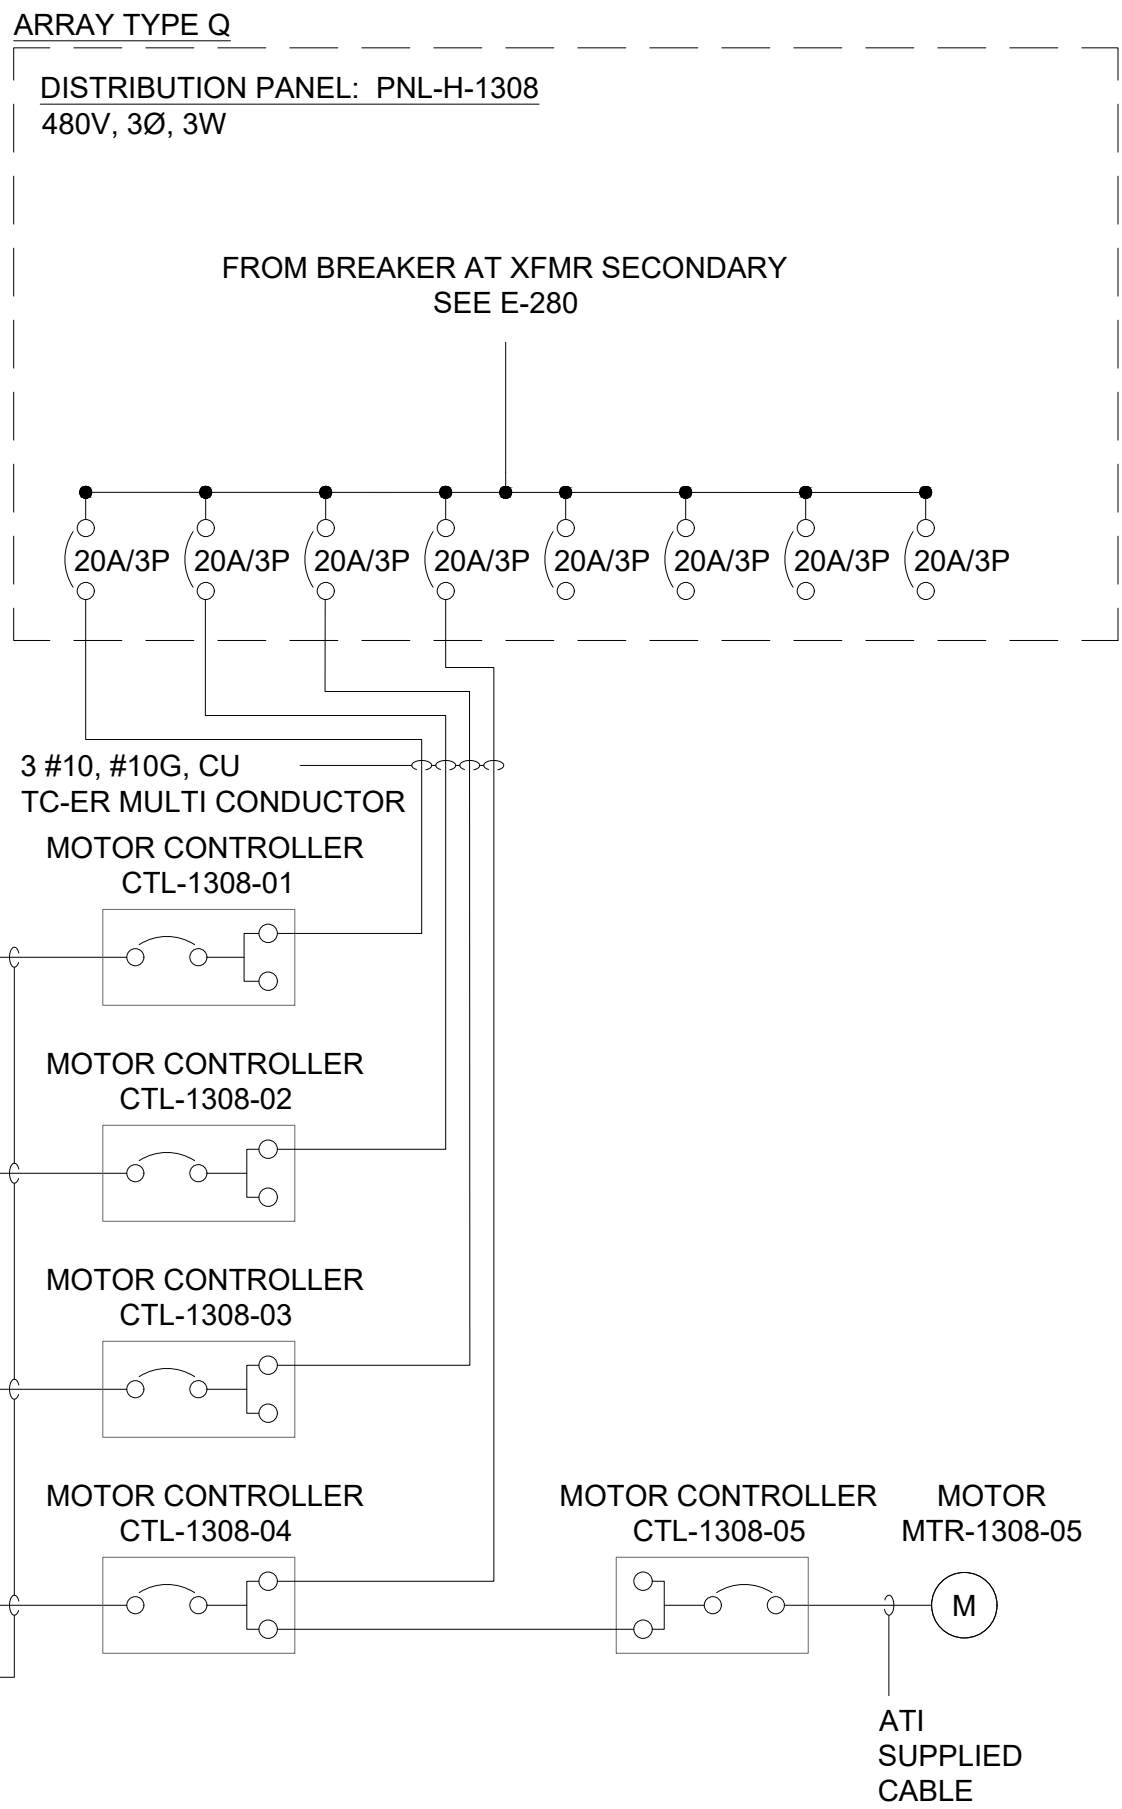 ARRAY TYPE Q
DISTRIBUTION PANEL: PNL-H-1308
480V, 3Ø, 3W
FROM BREAKER AT XFMR SECONDARY
SEE E-280
20A/3P 20A/3P 20A/3P 20A/3P 20A/3P 20A/3P 20A/3P 20A/3P
3 #10, #10G, CU
TC-ER MULTI CONDUCTOR
MOTOR CONTROLLER
CTL-1308-01
MOTOR CONTROLLER
CTL-1308-02
MOTOR CONTROLLER
CTL-1308-03
MOTOR CONTROLLER
CTL-1308-04
MOTOR CONTROLLER
CTL-1308-05
MOTOR
MTR-1308-05
M
ATI
SUPPLIED
CABLE